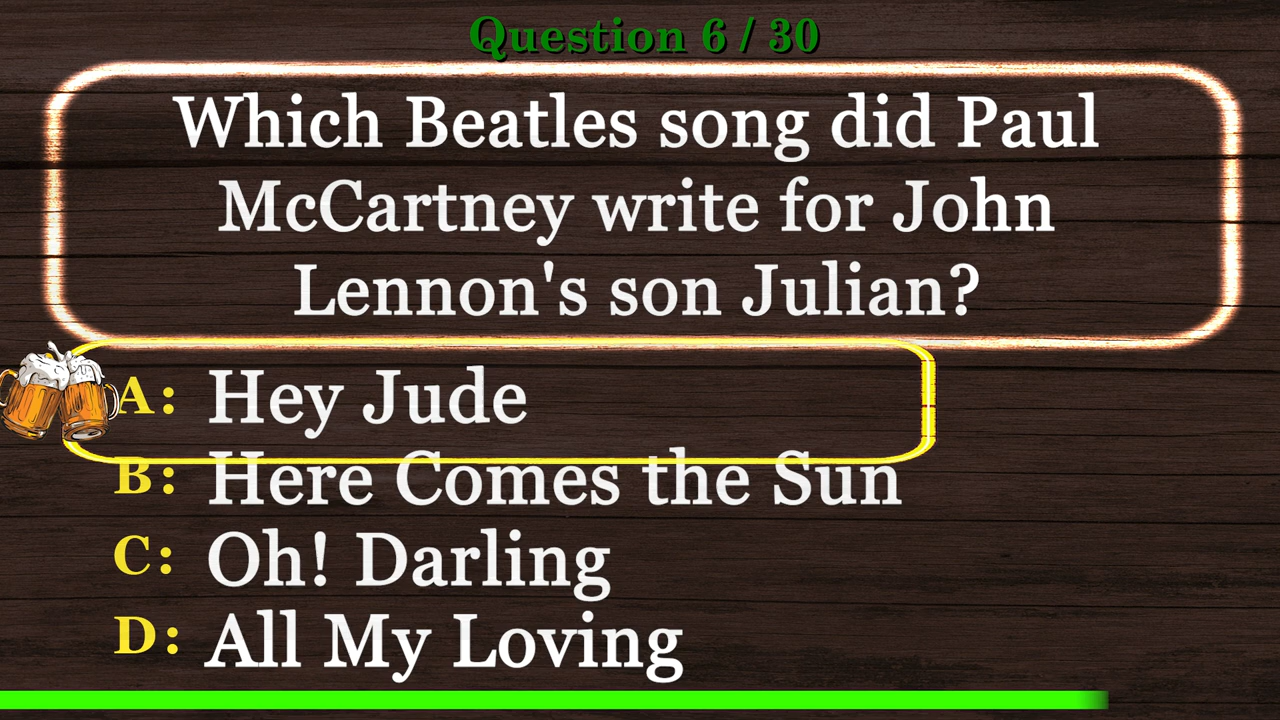 Question 6 / 30
Which Beatles song did Paul
McCartney write for John
Lennon's son Julian?
A: Hey Jude
B: Here Comes the Sun
C: Oh! Darling
D: All My Loving